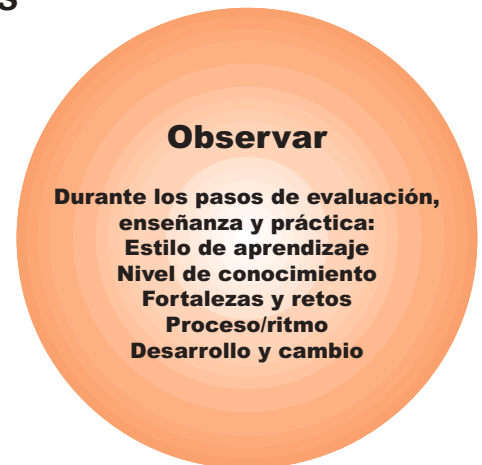 s
Observar
Durante los pasos de evaluación,
enseñanza y práctica:
Estilo de aprendizaje
Nivel de conocimiento
Fortalezas y retos
Proceso/ritmo
Desarrollo y cambio